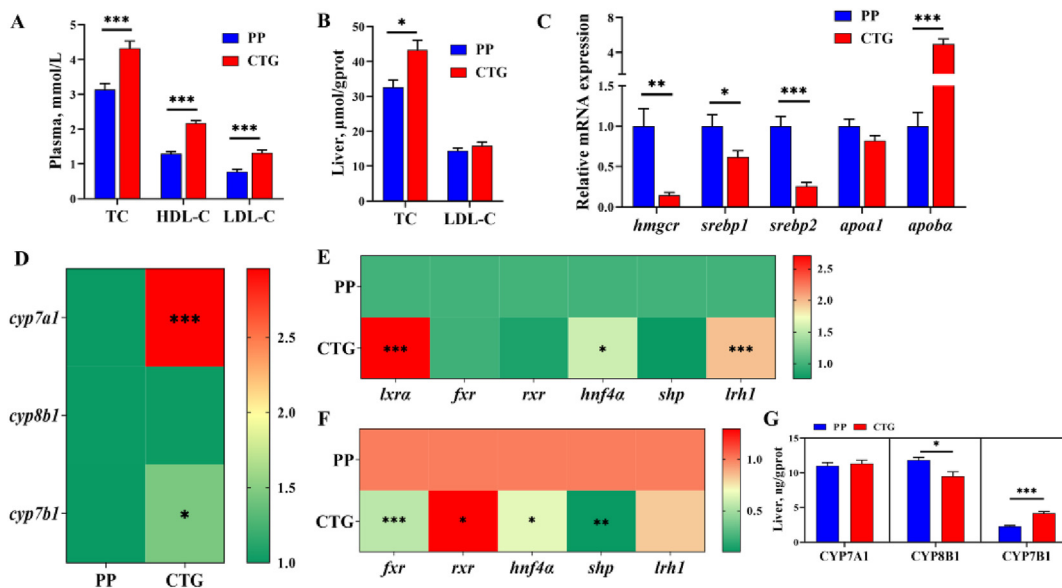 A
Plasma, mmol/L
5
4
3
2
1
0
***
***
***
PP
CTG
TC
HDL-C
LDL-C
B
Liver, μmol/gprot
50
40
30
20
10
0
*
PP
CTG
TC
LDL-C
C
Relative mRNA expression
8
4
1.0
0.5
0.0
**
*
***
***
PP
CTG
hmgcr
srebp1
srebp2
apoa1
apobα
D
cyp7a1
cyp8b1
cyp7b1
***
*
PP
CTG
2.5
2.0
1.5
1.0
E
PP
CTG
***
*
***
lxrα
fxr
rxr
hnf4α
shp
lrh1
2.5
2.0
1.5
1.0
F
PP
CTG
***
*
*
**
fxr
rxr
hnf4α
shp
lrh1
1.0
0.5
G
PP
CTG
Liver, ng/gprot
15
10
5
0
*
***
CYP7A1
CYP8B1
CYP7B1